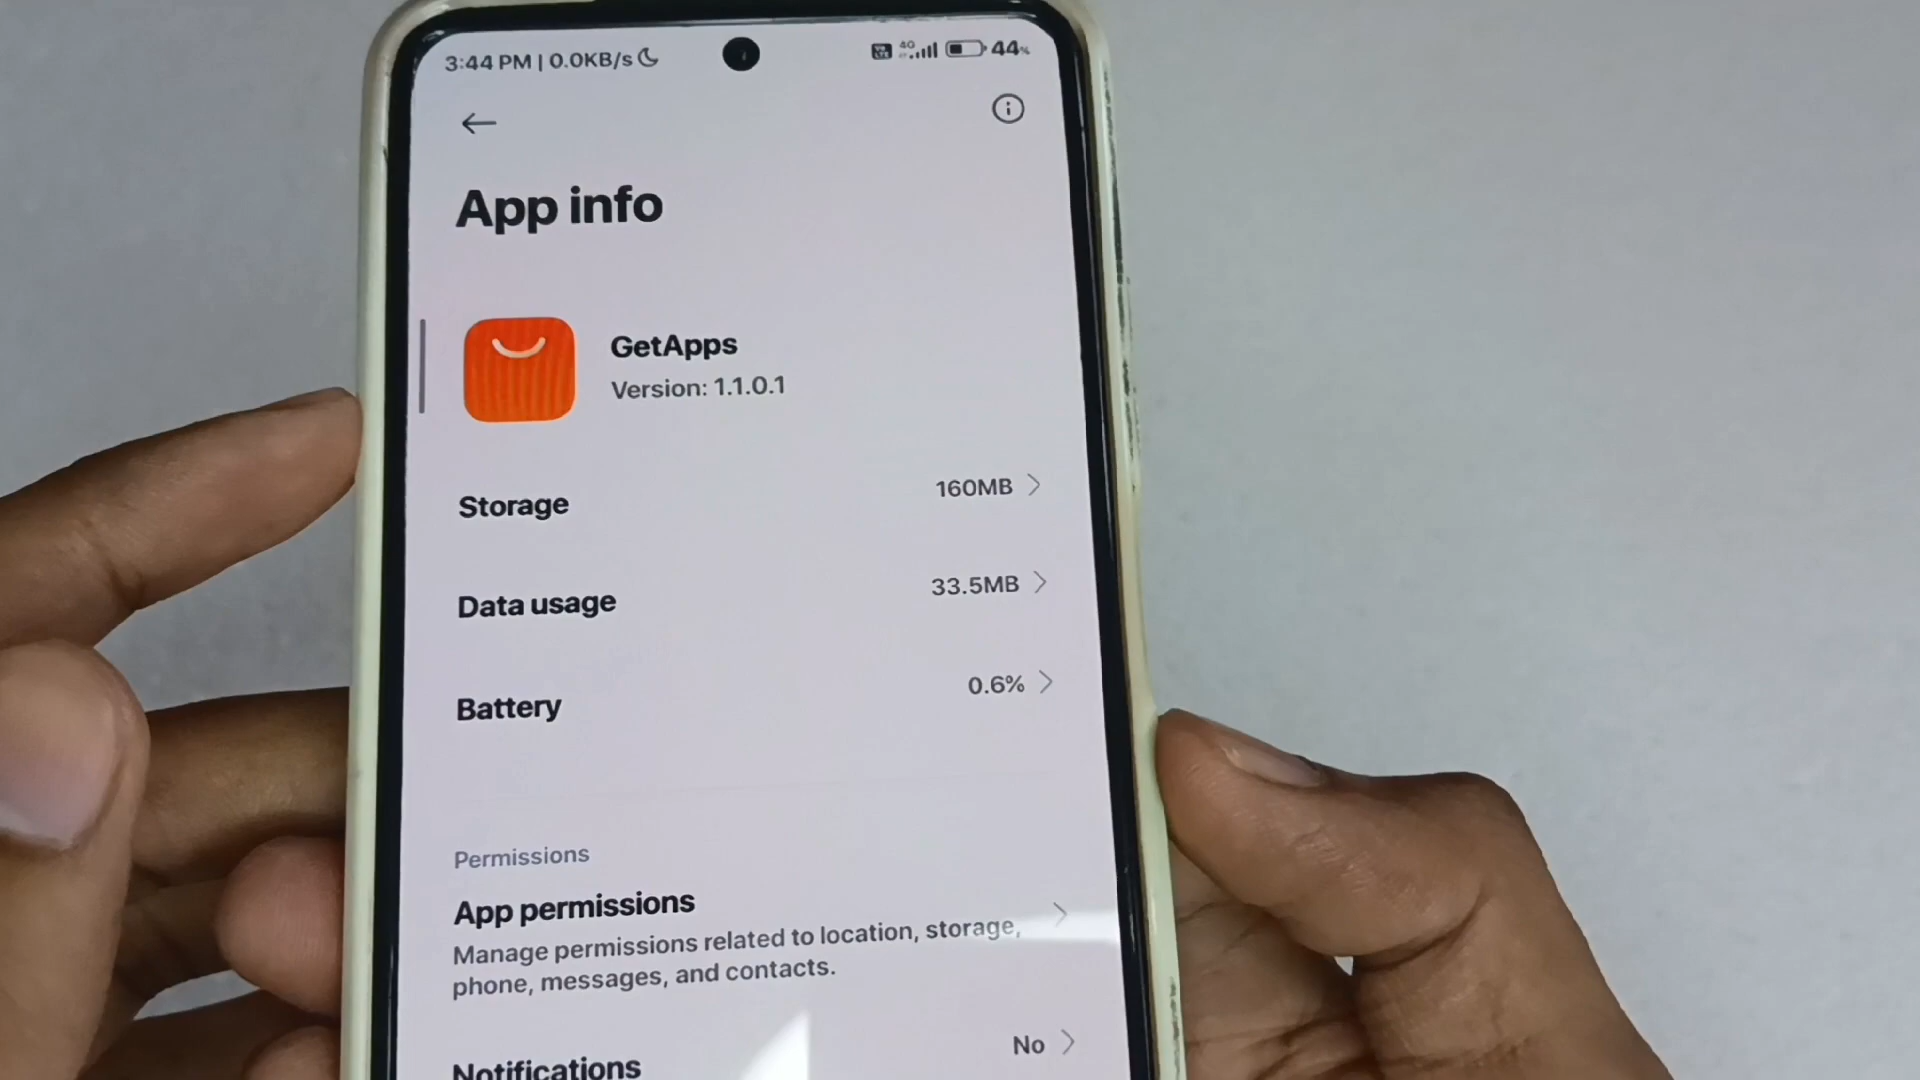 3:44 PM | 0.0KB/s
4G 44%
App info
GetApps
Version: 1.1.0.1
Storage 160MB
Data usage 33.5MB
Battery 0.6%
Permissions
App permissions
Manage permissions related to location, storage,
phone, messages, and contacts.
Notifications No